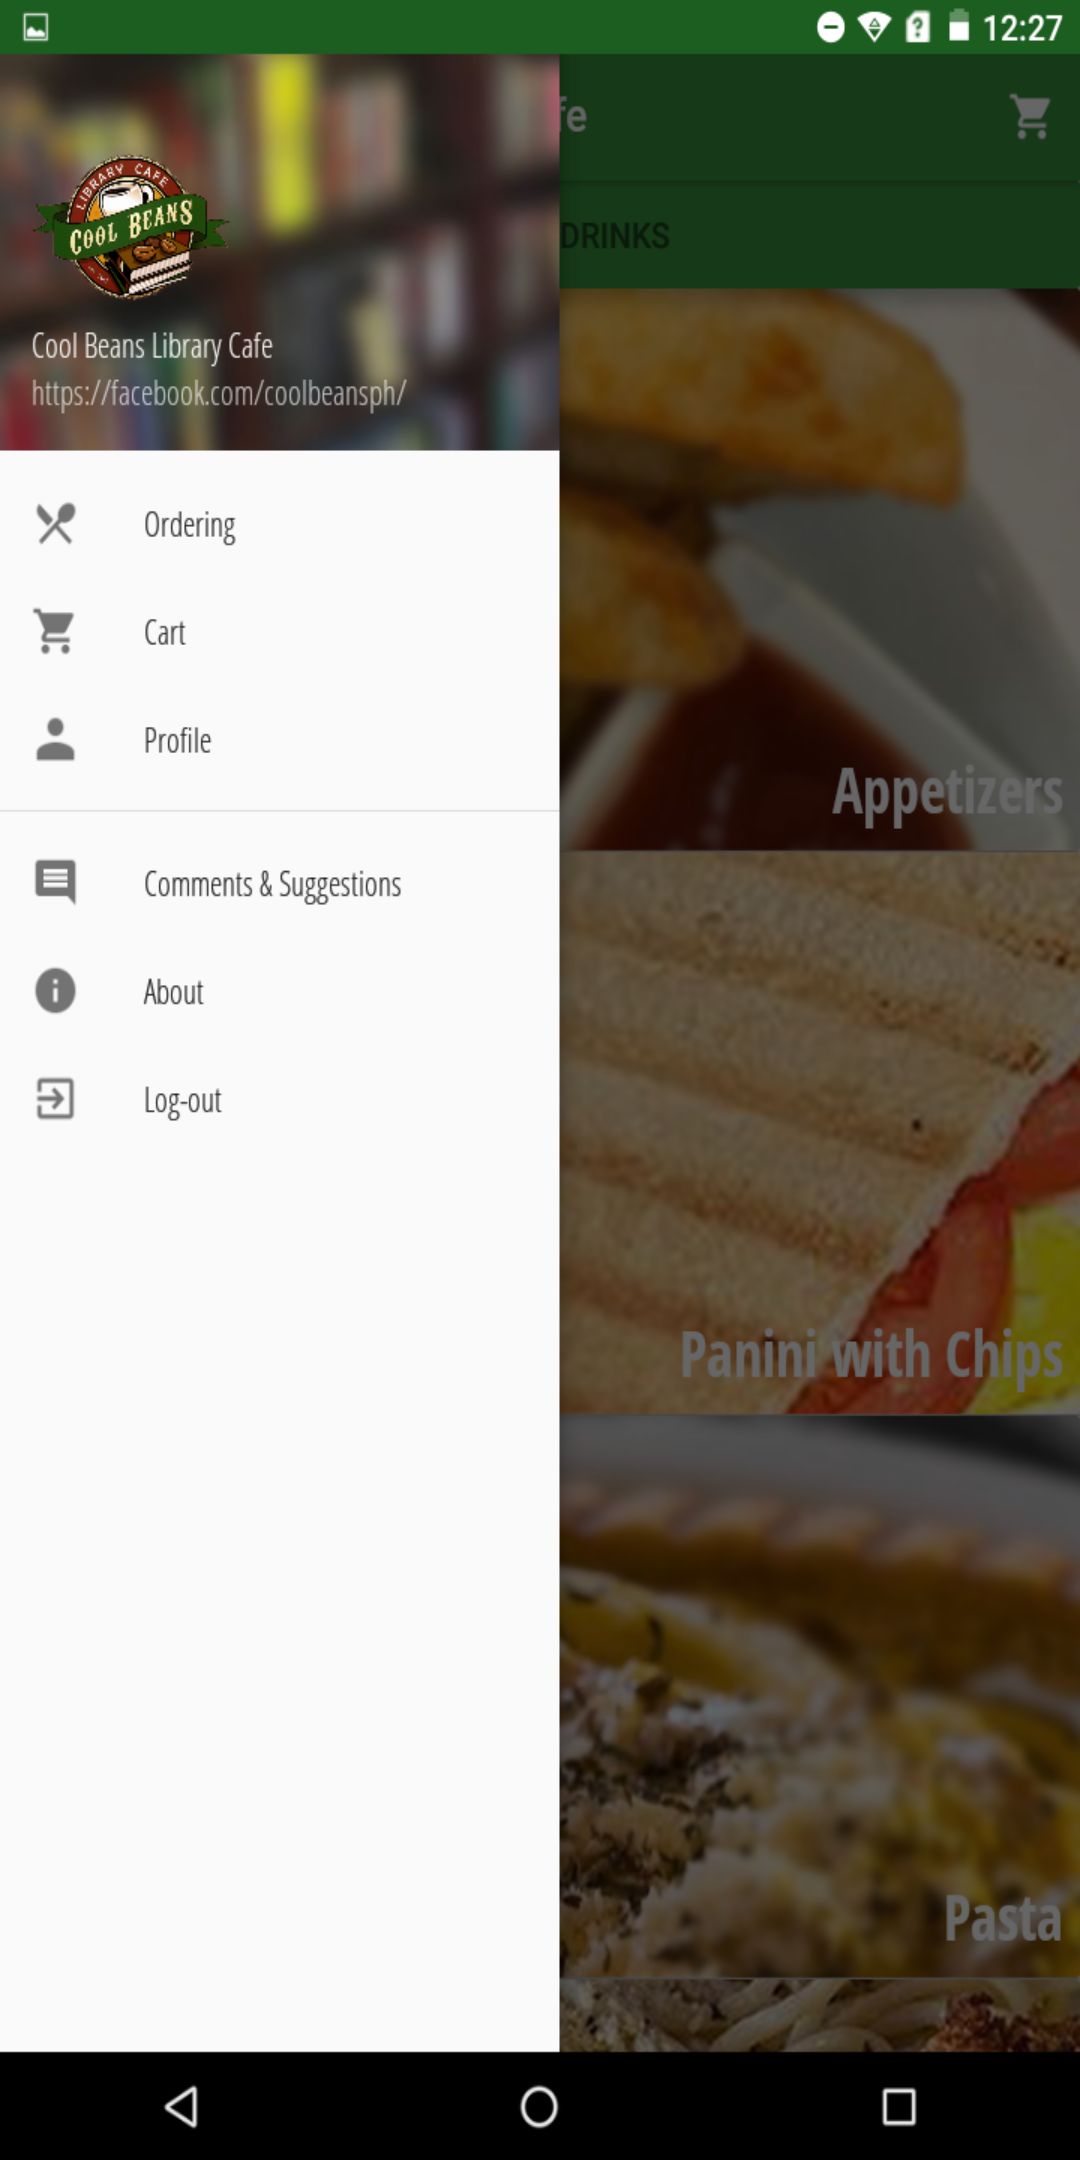 12:27
fe
DRINKS
LIBRARY CAFE
COOL BEANS
Cool Beans Library Cafe
https://facebook.com/coolbeansph/
Ordering
Cart
Profile
Comments & Suggestions
About
Log-out
Appetizers
Panini with Chips
Pasta